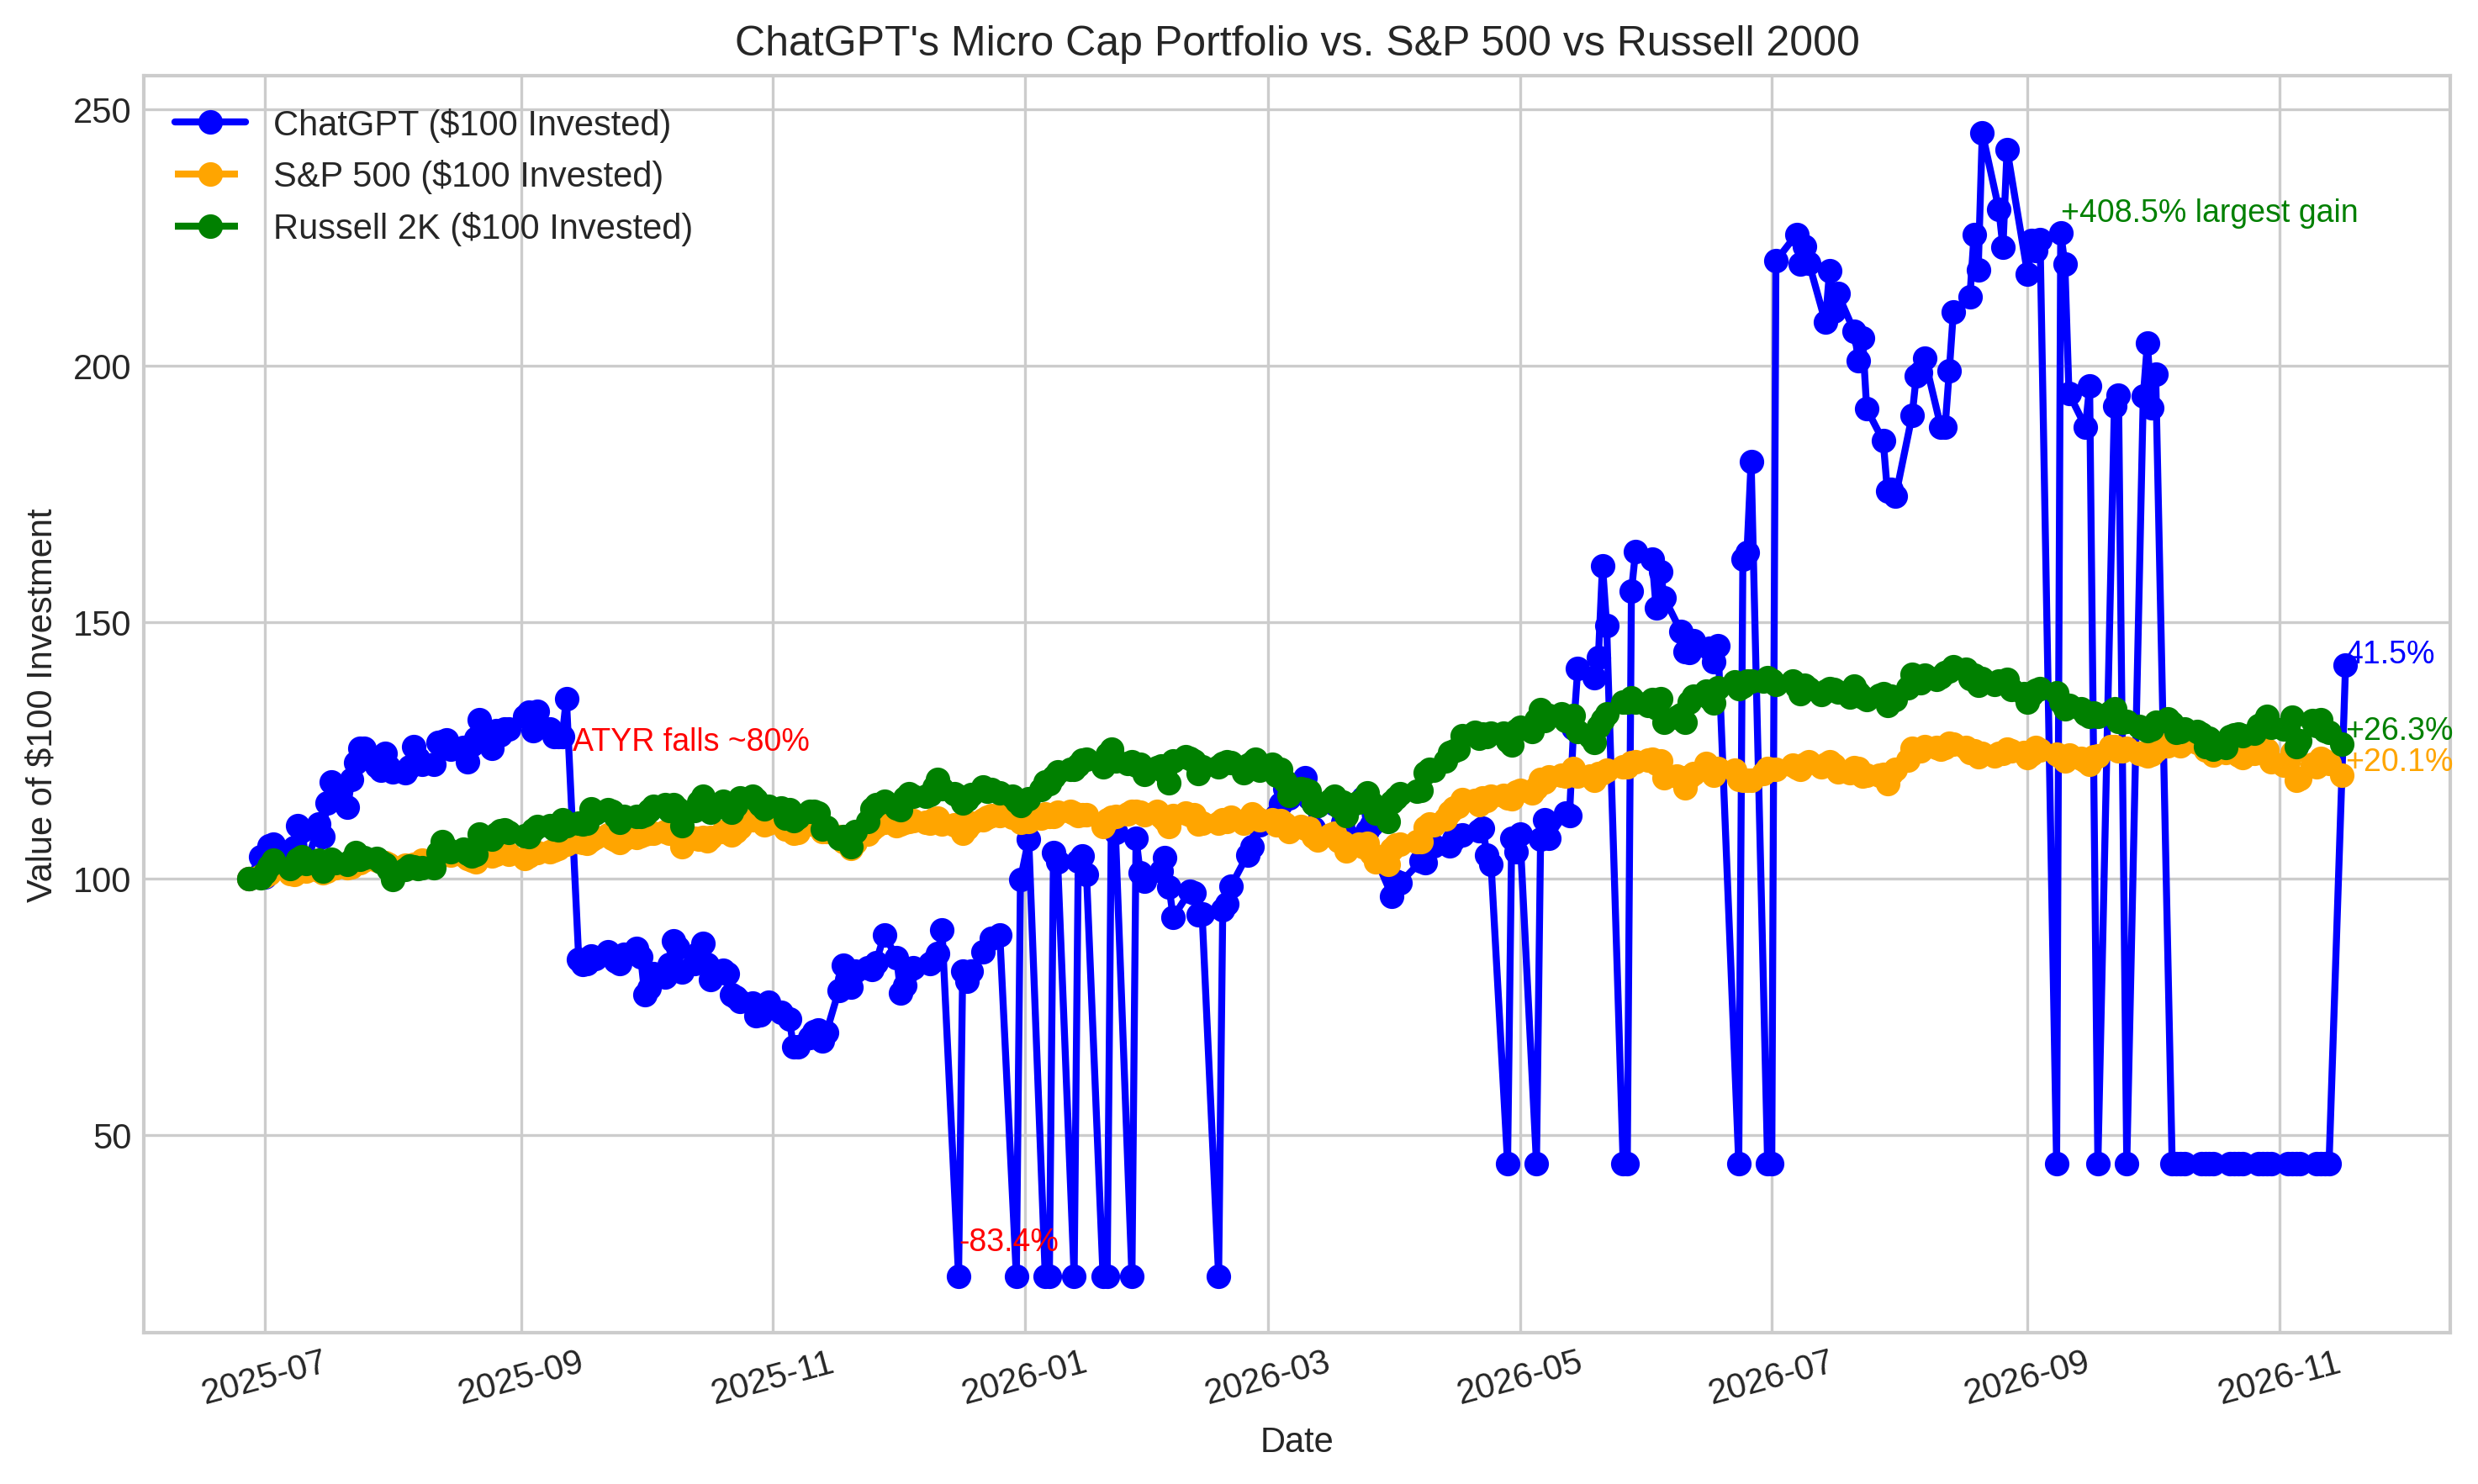 ChatGPT's Micro Cap Portfolio vs. S&P 500 vs Russell 2000
250
200
150
100
50
Value of $100 Investment
ChatGPT ($100 Invested)
S&P 500 ($100 Invested)
Russell 2K ($100 Invested)
+408.5% largest gain
41.5%
ATYR falls ~80%
+26.3%
+20.1%
-83.4%
2025-07
2025-09
2025-11
2026-01
2026-03
2026-05
2026-07
2026-09
2026-11
Date